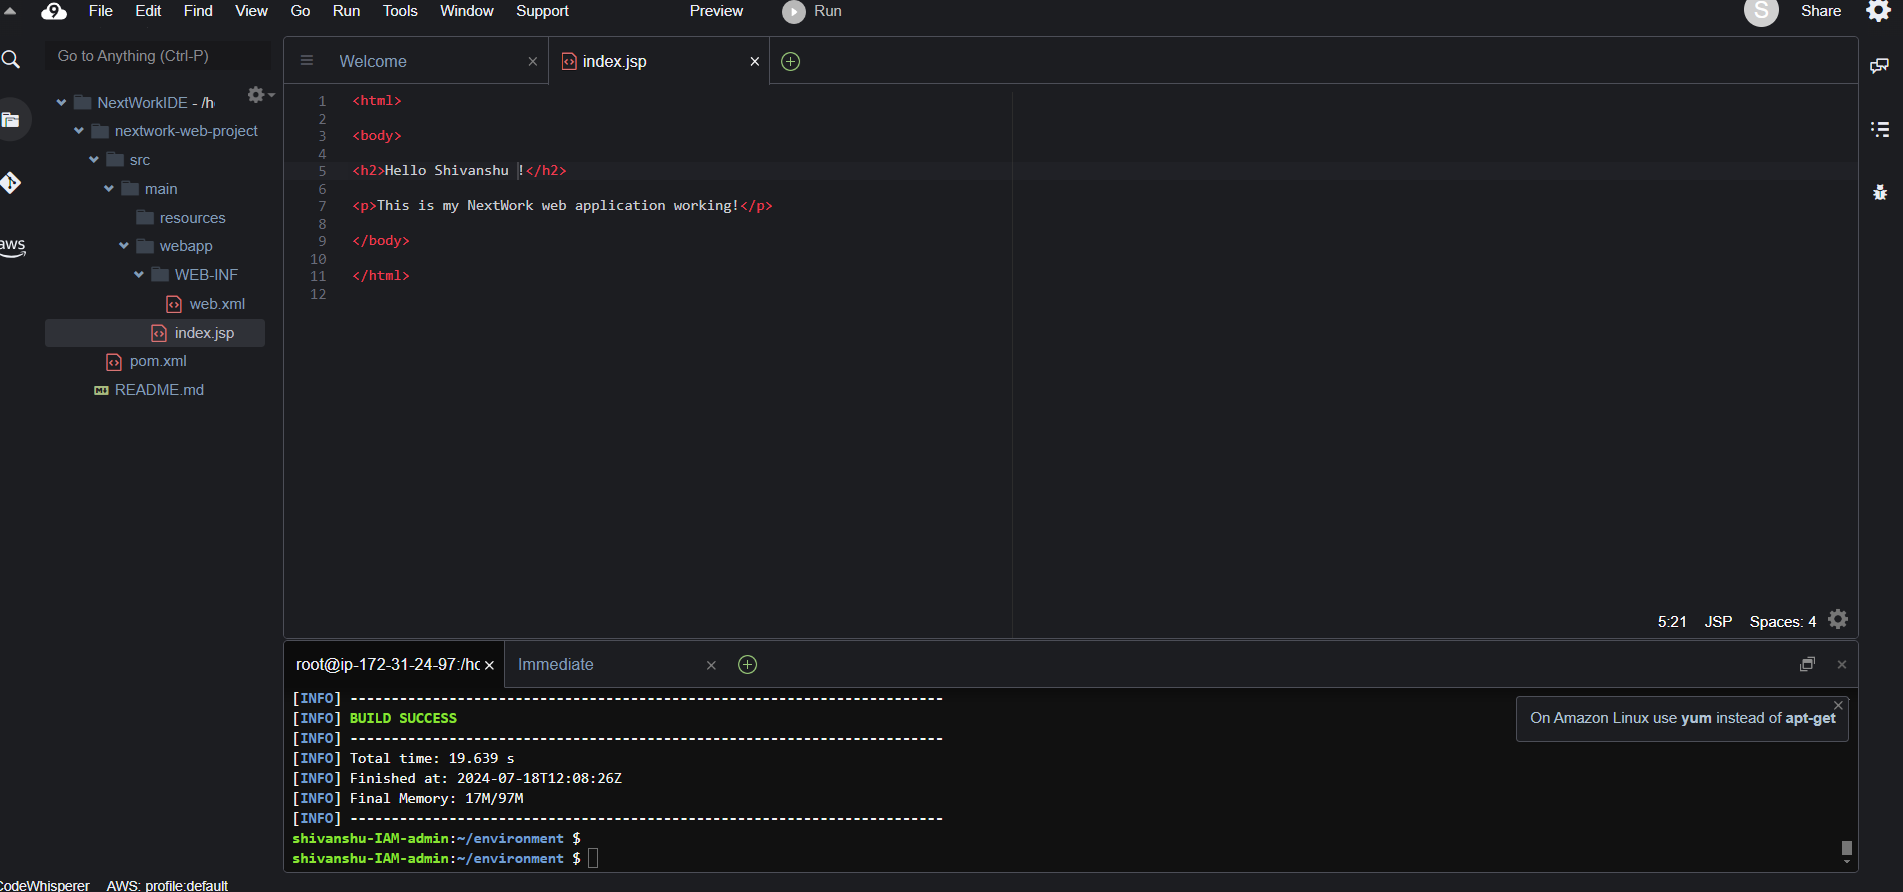 File Edit Find View Go Run Tools Window Support Preview Run S Share
Go to Anything (Ctrl-P)
NextWorkIDE - /h
nextwork-web-project
src
main
resources
webapp
WEB-INF
web.xml
index.jsp
pom.xml
README.md
aws
Welcome index.jsp
1 <html>
2
3 <body>
4
5 <h2>Hello Shivanshu !</h2>
6
7 <p>This is my NextWork web application working!</p>
8
9 </body>
10
11 </html>
12
5:21 JSP Spaces: 4
root@ip-172-31-24-97:/hc Immediate
[INFO] ------------------------------------------------------------------------
[INFO] BUILD SUCCESS
[INFO] ------------------------------------------------------------------------
[INFO] Total time: 19.639 s
[INFO] Finished at: 2024-07-18T12:08:26Z
[INFO] Final Memory: 17M/97M
[INFO] ------------------------------------------------------------------------
shivanshu-IAM-admin:~/environment $
shivanshu-IAM-admin:~/environment $
On Amazon Linux use yum instead of apt-get
CodeWhisperer AWS: profile:default